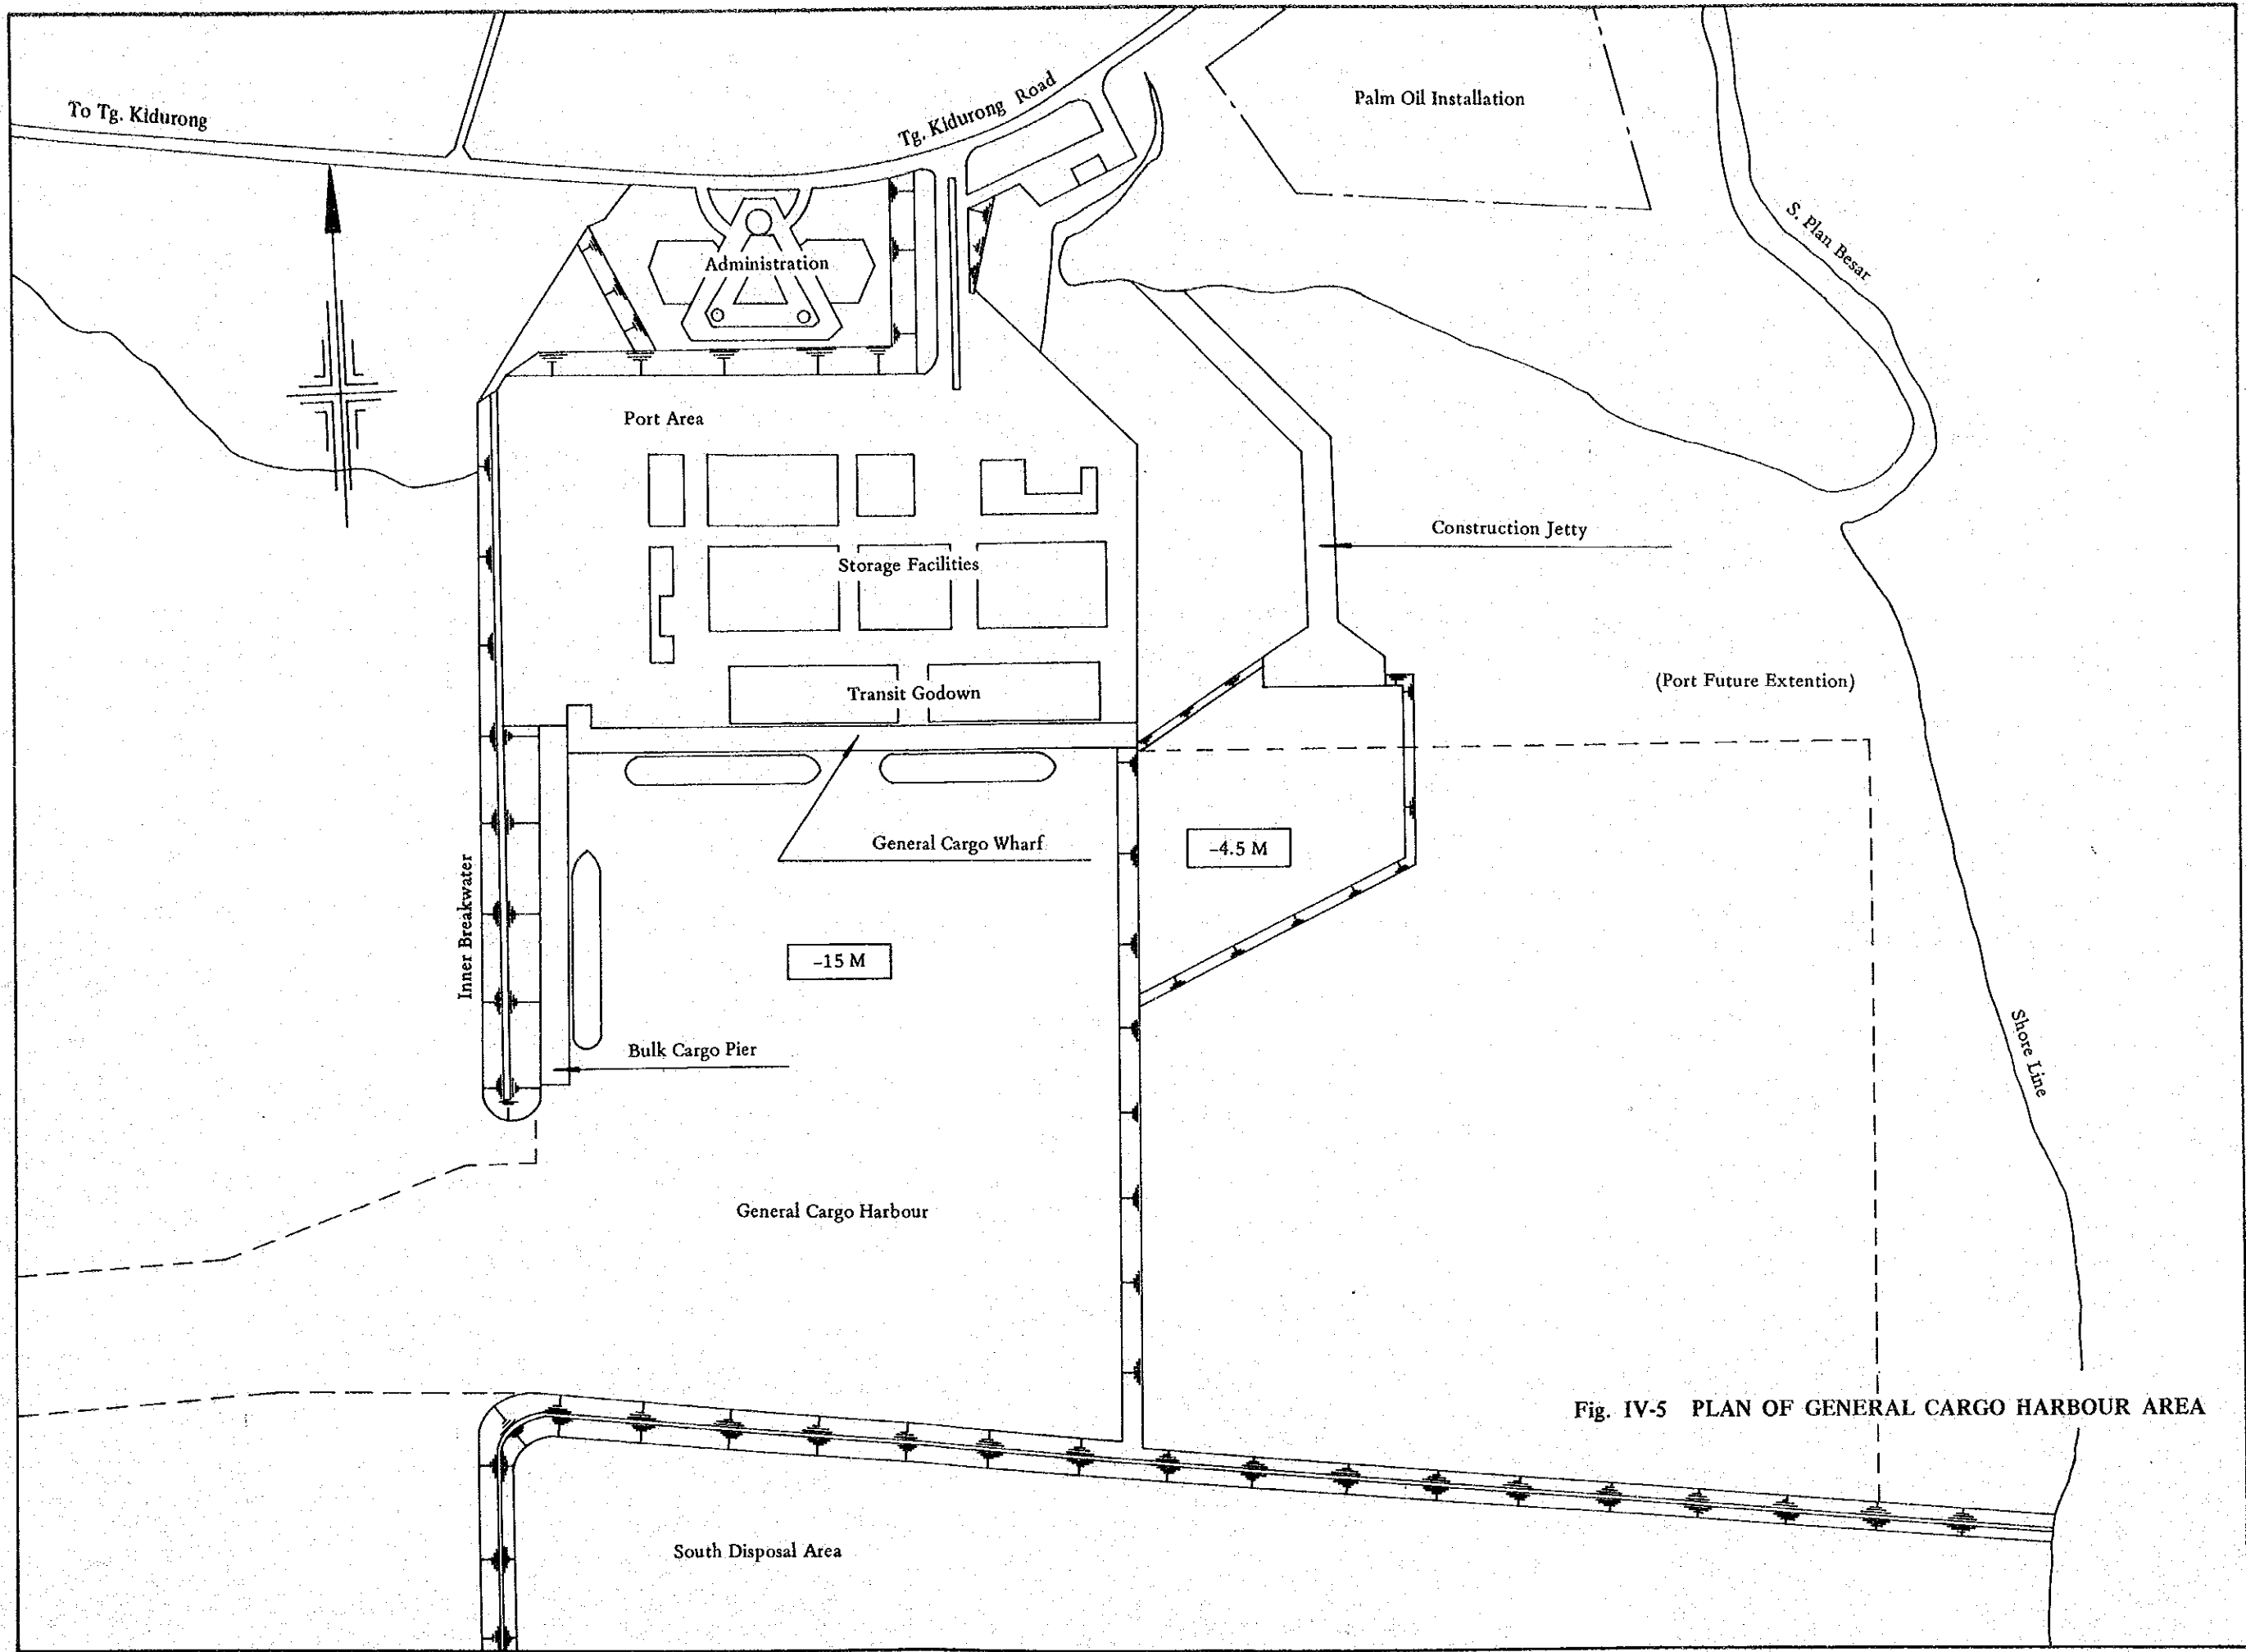 To Tg. Kidurong
Tg. Kidurong Road
Palm Oil Installation
S. Plan Besar
Administration
Port Area
Construction Jetty
Storage Facilities
(Port Future Extention)
Transit Godown
General Cargo Wharf
-4.5 M
Inner Breakwater
-15 M
Shore Line
Bulk Cargo Pier
General Cargo Harbour
Fig. IV-5 PLAN OF GENERAL CARGO HARBOUR AREA
South Disposal Area